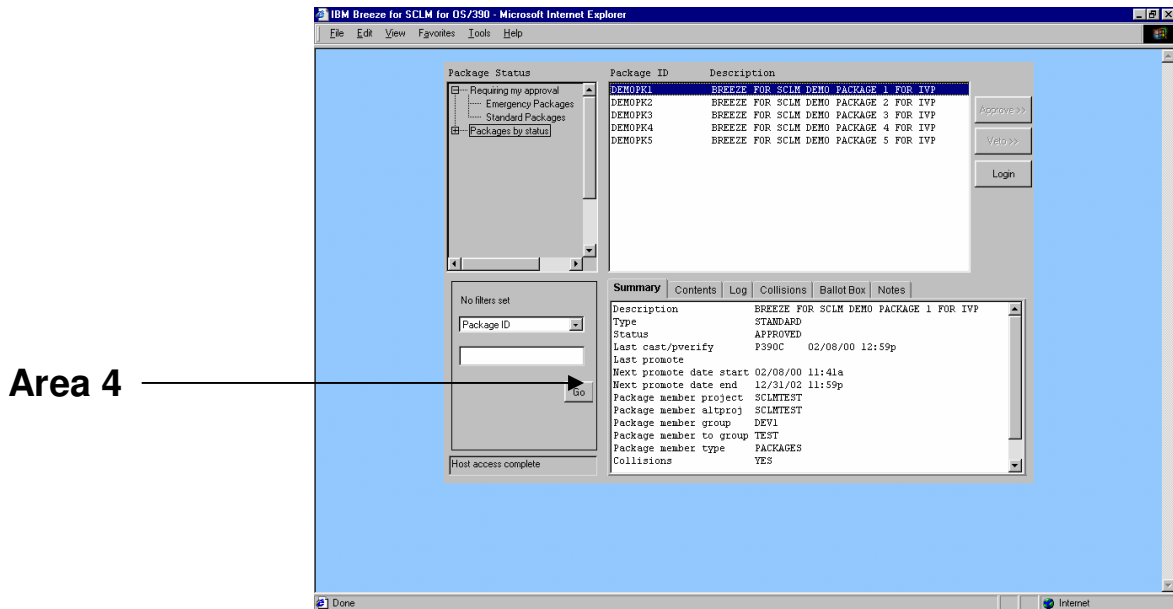 IBM Breeze for SCLM for OS/390 - Microsoft Internet Explorer
File Edit View Favorites Tools Help
Package Status
Requiring my approval
Emergency Packages
Standard Packages
Packages by status
Package ID Description
DEMOPK1 BREEZE FOR SCLM DEMO PACKAGE 1 FOR IVP
DEMOPK2 BREEZE FOR SCLM DEMO PACKAGE 2 FOR IVP
DEMOPK3 BREEZE FOR SCLM DEMO PACKAGE 3 FOR IVP
DEMOPK4 BREEZE FOR SCLM DEMO PACKAGE 4 FOR IVP
DEMOPK5 BREEZE FOR SCLM DEMO PACKAGE 5 FOR IVP
Approve >>
Veto >>
Login
No filters set
Package ID
Go
Host access complete
Area 4
Summary Contents Log Collisions Ballot Box Notes
Description BREEZE FOR SCLM DEMO PACKAGE 1 FOR IVP
Type STANDARD
Status APPROVED
Last cast/pverify P390C 02/08/00 12:59p
Last promote
Next promote date start 02/08/00 11:41a
Next promote date end 12/31/02 11:59p
Package member project SCLMTEST
Package member altproj SCLMTEST
Package member group DEV1
Package member to group TEST
Package member type PACKAGES
Collisions YES
Done
Internet